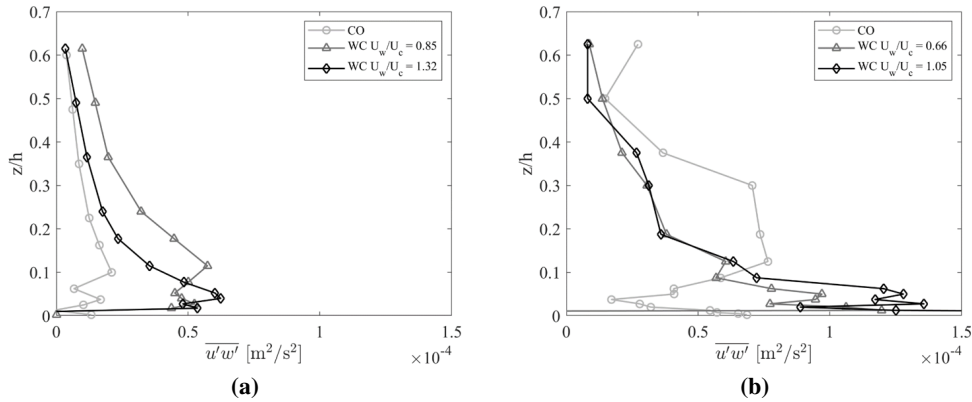 0.7
0.6
0.5
0.4
0.3
0.2
0.1
0
z/h
CO
WC U_w/U_c = 0.85
WC U_w/U_c = 1.32
0 0.5 1 1.5
u'w' [m²/s²] ×10⁻⁴
(a)
0.7
0.6
0.5
0.4
0.3
0.2
0.1
0
z/h
CO
WC U_w/U_c = 0.66
WC U_w/U_c = 1.05
0 0.5 1 1.5
u'w' [m²/s²] ×10⁻⁴
(b)